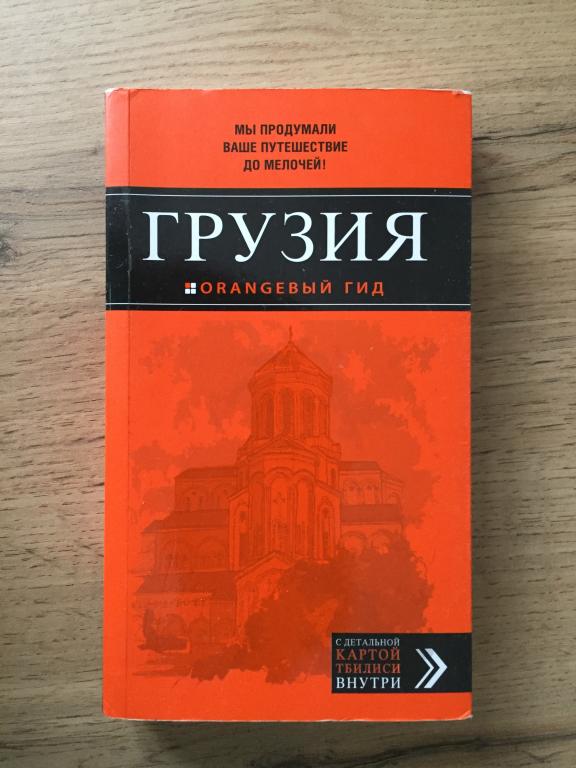 МЫ ПРОДУМАЛИ
ВАШЕ ПУТЕШЕСТВИЕ
ДО МЕЛОЧЕЙ!
ГРУЗИЯ
ORANGEВЫЙ ГИД
С ДЕТАЛЬНОЙ
КАРТОЙ
ТБИЛИСИ
ВНУТРИ